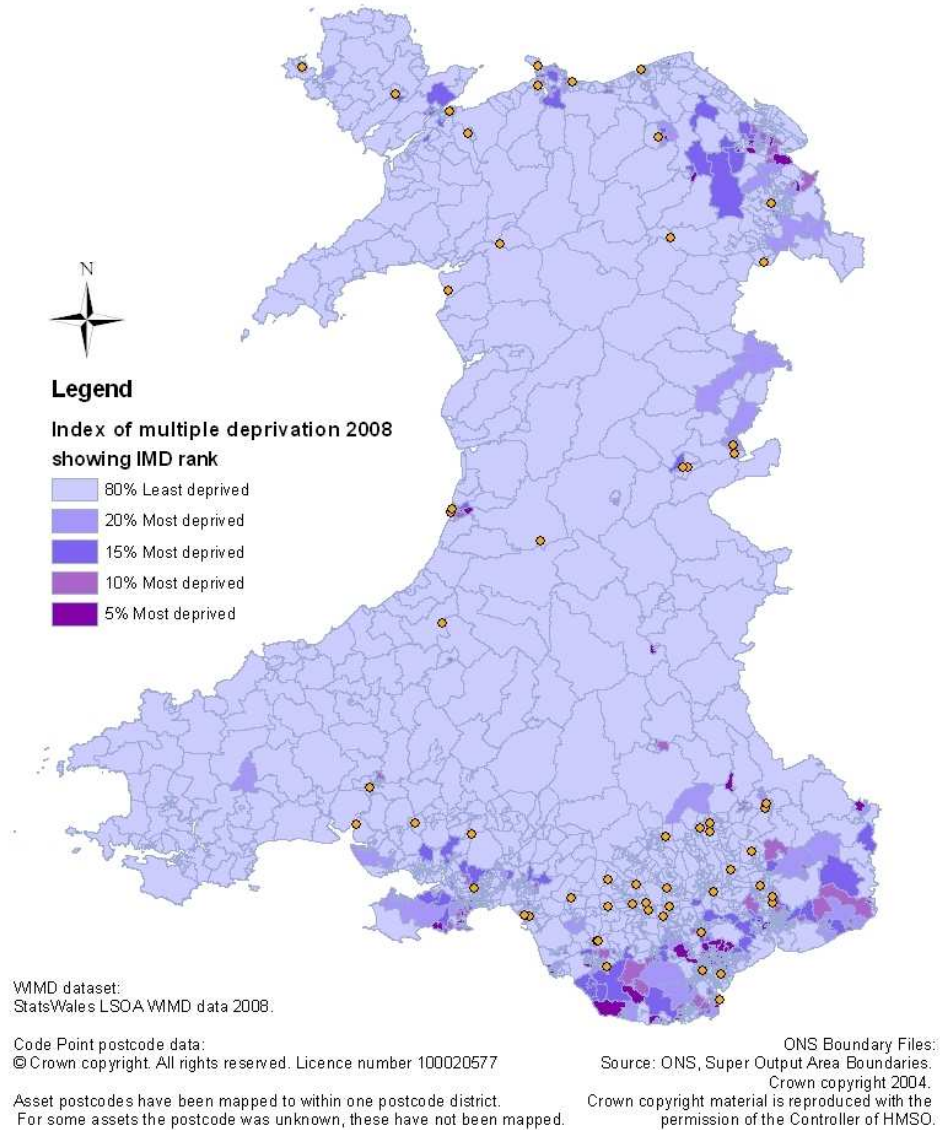 N
Legend
Index of multiple deprivation 2008
showing IMD rank
80% Least deprived
20% Most deprived
15% Most deprived
10% Most deprived
5% Most deprived
WIMD dataset:
StatsWales LSOA WIMD data 2008.
Code Point postcode data:
© Crown copyright. All rights reserved. Licence number 100020577
Asset postcodes have been mapped to within one postcode district.
For some assets the postcode was unknown, these have not been mapped.
ONS Boundary Files:
Source: ONS, Super Output Area Boundaries.
Crown copyright 2004.
Crown copyright material is reproduced with the
permission of the Controller of HMSO.